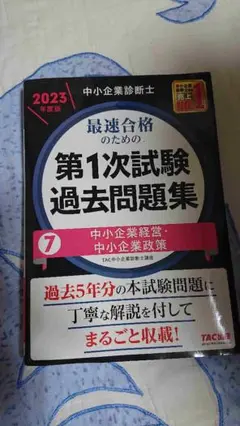 2023
年度版
中小企業診断士
最速合格
のための
第1次試験
過去問題集
7
中小企業経営・
中小企業政策
TAC中小企業診断士講座
過去5年分の本試験問題に
丁寧な解説を付して
まるごと収載!
TAC出版